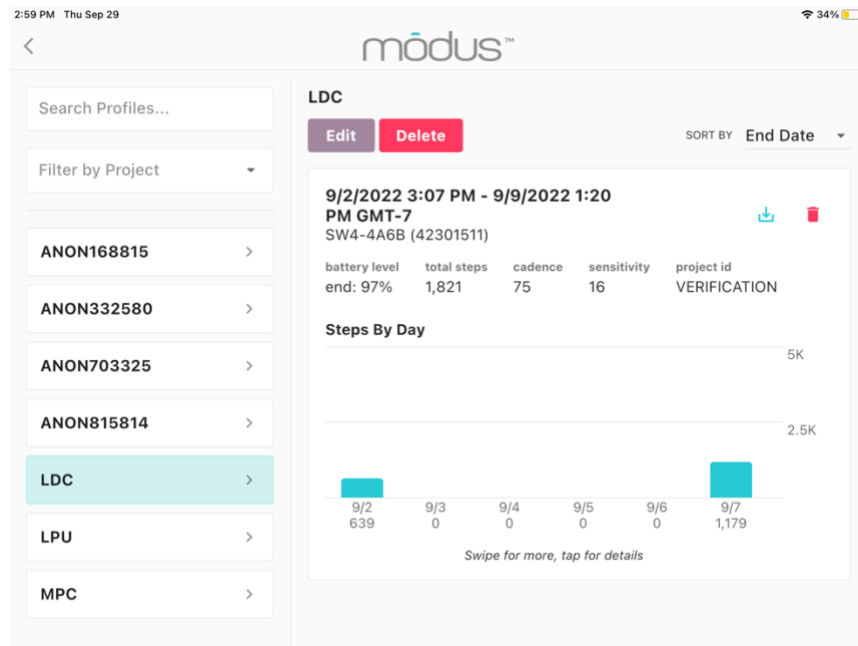 2:59 PM Thu Sep 29
34%
mōdus™
Search Profiles...
Filter by Project
ANON168815
ANON332580
ANON703325
ANON815814
LDC
LPU
MPC
LDC
Edit
Delete
SORT BY End Date
9/2/2022 3:07 PM - 9/9/2022 1:20
PM GMT-7
SW4-4A6B (42301511)
battery level total steps cadence sensitivity project id
end: 97% 1,821 75 16 VERIFICATION
Steps By Day
5K
2.5K
9/2 9/3 9/4 9/5 9/6 9/7
639 0 0 0 0 1,179
Swipe for more, tap for details